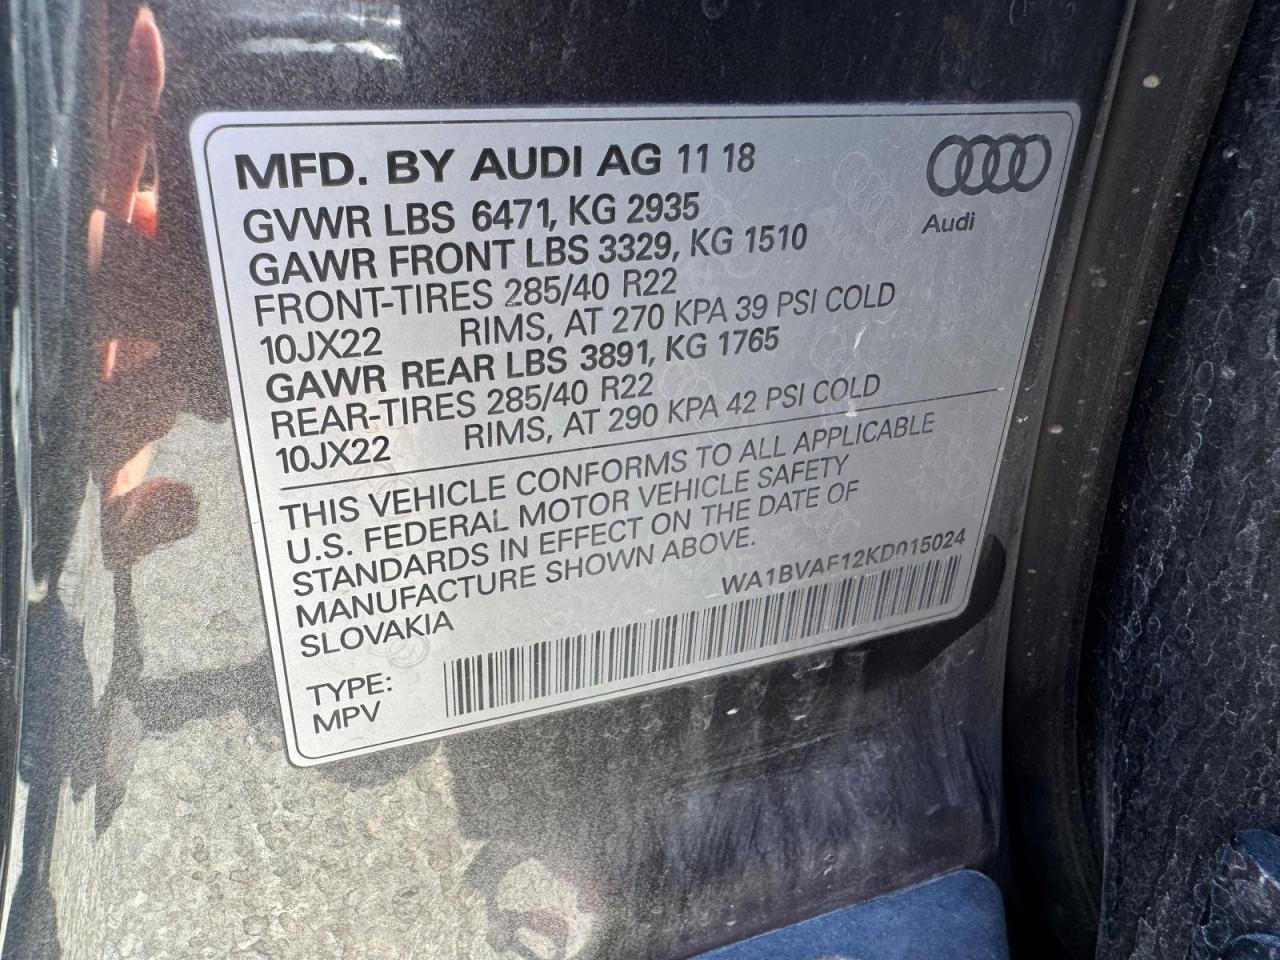 MFD. BY AUDI AG 11 18
GVWR LBS 6471, KG 2935
GAWR FRONT LBS 3329, KG 1510
FRONT-TIRES 285/40 R22
10JX22 RIMS, AT 270 KPA 39 PSI COLD
GAWR REAR LBS 3891, KG 1765
REAR-TIRES 285/40 R22
10JX22 RIMS, AT 290 KPA 42 PSI COLD
Audi
THIS VEHICLE CONFORMS TO ALL APPLICABLE
U.S. FEDERAL MOTOR VEHICLE SAFETY
STANDARDS IN EFFECT ON THE DATE OF
MANUFACTURE SHOWN ABOVE.
SLOVAKIA
WA1BVAF12KD015024
TYPE:
MPV